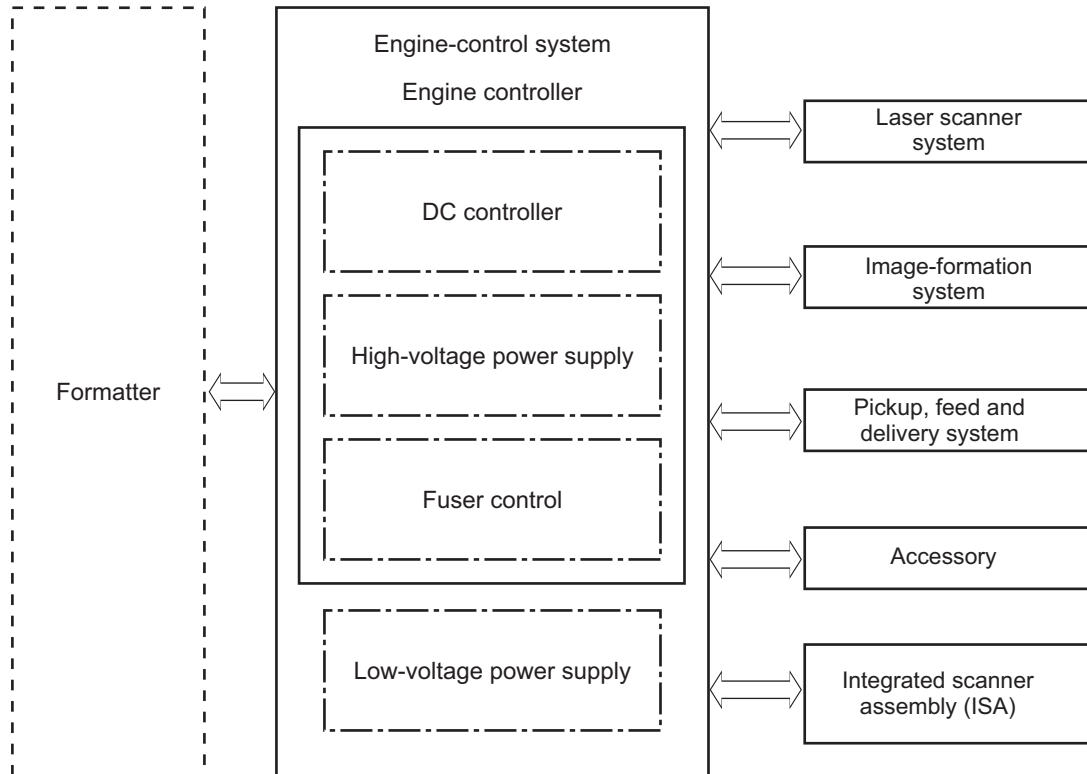 Engine-control system
Engine controller
DC controller
High-voltage power supply
Fuser control
Low-voltage power supply
Formatter
Laser scanner
system
Image-formation
system
Pickup, feed and
delivery system
Accessory
Integrated scanner
assembly (ISA)